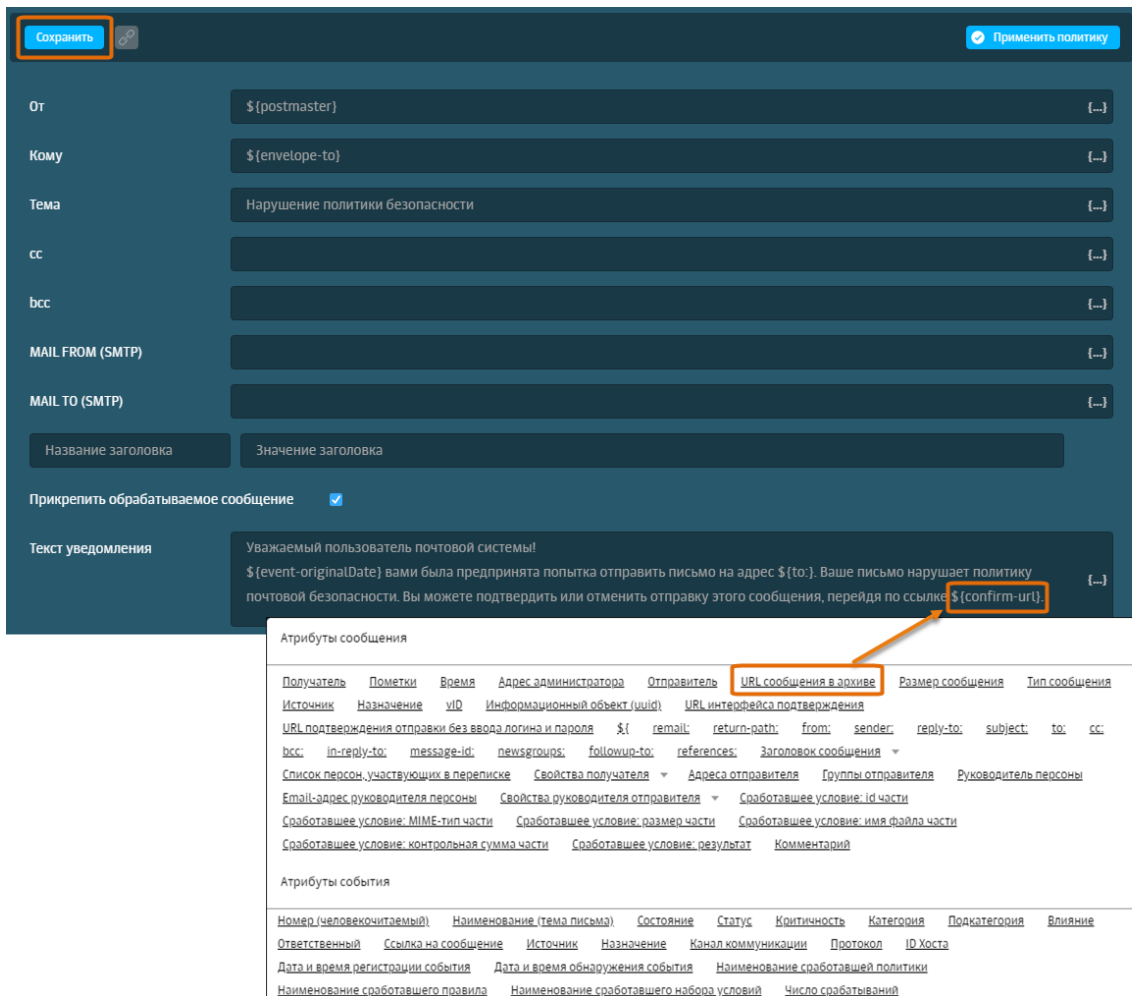 Сохранить
Применить политику
От ${postmaster} {...}
Кому ${envelope-to} {...}
Тема Нарушение политики безопасности {...}
cc {...}
bcc {...}
MAIL FROM (SMTP) {...}
MAIL TO (SMTP) {...}
Название заголовка Значение заголовка
Прикрепить обрабатываемое сообщение
Текст уведомления Уважаемый пользователь почтовой системы!
${event-originalDate} вами была предпринята попытка отправить письмо на адрес ${to:}. Ваше письмо нарушает политику
{...}
почтовой безопасности. Вы можете подтвердить или отменить отправку этого сообщения, перейдя по ссылке ${confirm-url}.
Атрибуты сообщения
Получатель Пометки Время Адрес администратора Отправитель URL сообщения в архиве Размер сообщения Тип сообщения
Источник Назначение vID Информационный объект (uuid) URL интерфейса подтверждения
URL подтверждения отправки без ввода логина и пароля ${ remail: return-path: from: sender: reply-to: subject: to: cc:
bcc: in-reply-to: message-id: newsgroups: followup-to: references: Заголовок сообщения
Список персон, участвующих в переписке Свойства получателя Адреса отправителя Группы отправителя Руководитель персоны
Email-адрес руководителя персоны Свойства руководителя отправителя Сработавшее условие: id части
Сработавшее условие: MIME-тип части Сработавшее условие: размер части Сработавшее условие: имя файла части
Сработавшее условие: контрольная сумма части Сработавшее условие: результат Комментарий
Атрибуты события
Номер (человекочитаемый) Наименование (тема письма) Состояние Статус Критичность Категория Подкатегория Влияние
Ответственный Ссылка на сообщение Источник Назначение Канал коммуникации Протокол ID Хоста
Дата и время регистрации события Дата и время обнаружения события Наименование сработавшей политики
Наименование сработавшего правила Наименование сработавшего набора условий Число срабатываний